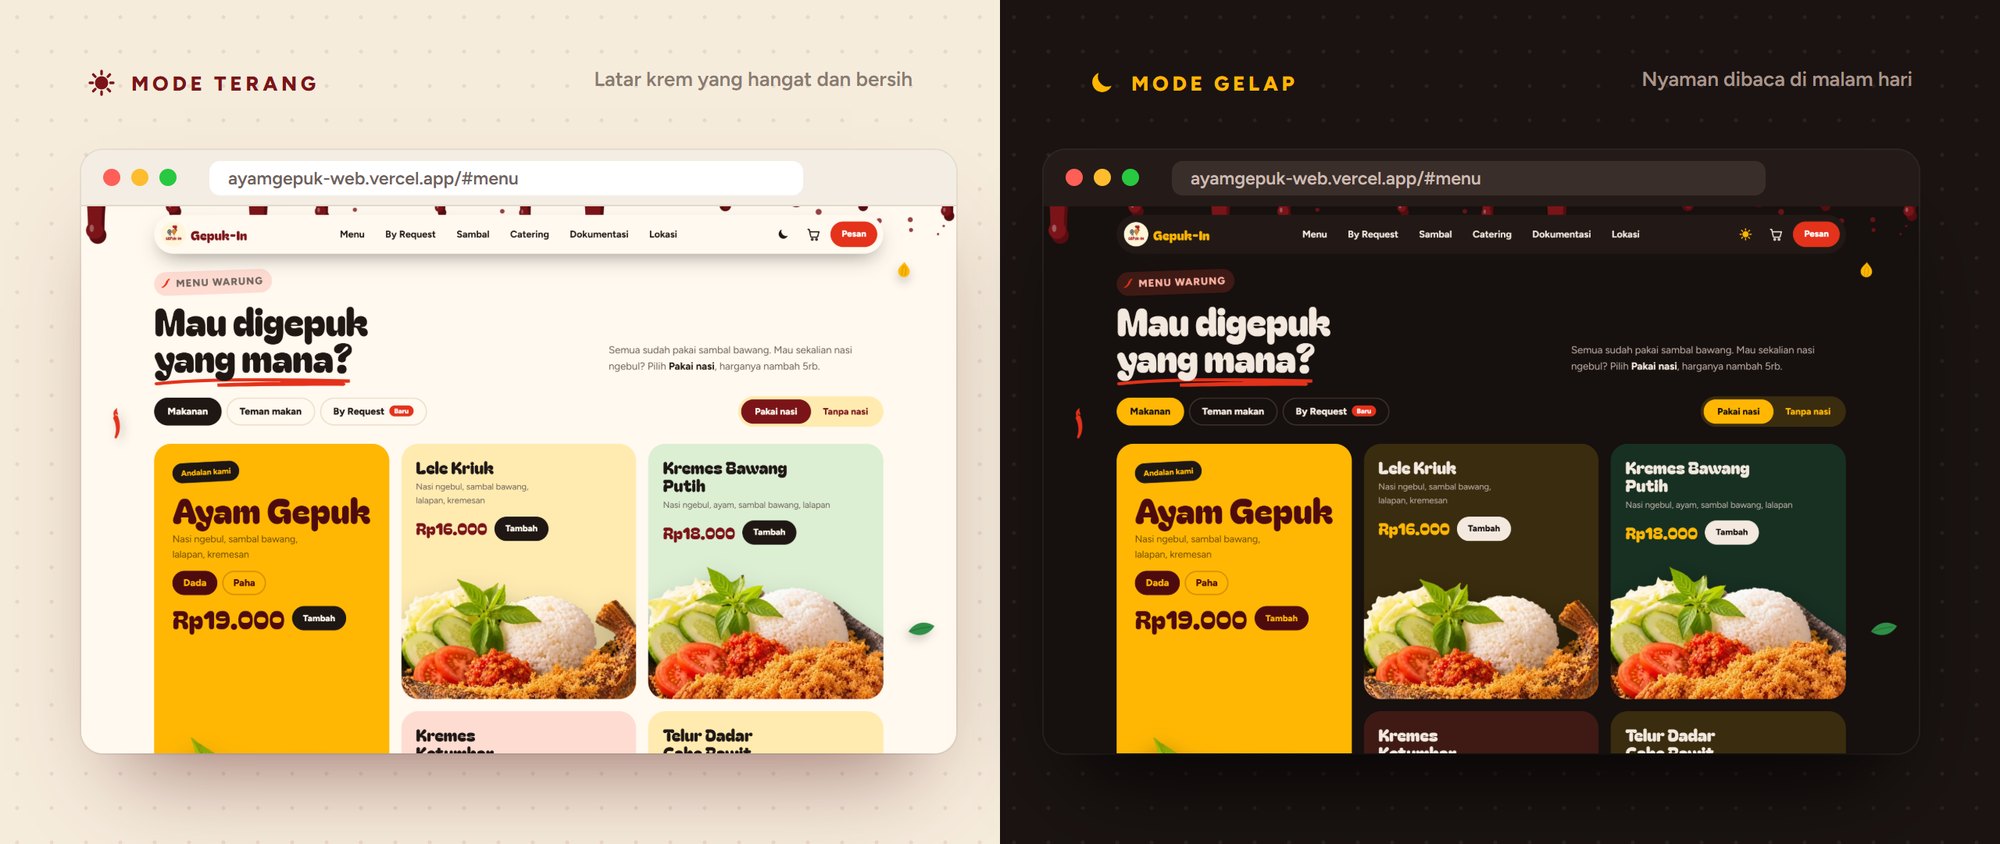 MODE TERANG
Latar krem yang hangat dan bersih
ayamgepuk-web.vercel.app/#menu
Gepuk-In
Menu
By Request
Sambal
Catering
Dokumentasi
Lokasi
Pesan
MENU WARUNG
Mau digepuk
yang mana?
Semua sudah pakai sambal bawang. Mau sekalian nasi
ngebul? Pilih Pakai nasi, harganya nambah 5rb.
Makanan
Teman makan
By Request Baru
Pakai nasi
Tanpa nasi
Andalan kami
Ayam Gepuk
Nasi ngebul, sambal bawang,
lalapan, kremesan
Dada
Paha
Rp19.000
Tambah
Lele Kriuk
Nasi ngebul, sambal bawang,
lalapan, kremesan
Rp16.000
Tambah
Kremes Bawang
Putih
Nasi ngebul, ayam, sambal bawang, lalapan
Rp18.000
Tambah
Kremes
Ketumbar
Telur Dadar
Cabe Rawit
MODE GELAP
Nyaman dibaca di malam hari
ayamgepuk-web.vercel.app/#menu
Gepuk-In
Menu
By Request
Sambal
Catering
Dokumentasi
Lokasi
Pesan
MENU WARUNG
Mau digepuk
yang mana?
Semua sudah pakai sambal bawang. Mau sekalian nasi
ngebul? Pilih Pakai nasi, harganya nambah 5rb.
Makanan
Teman makan
By Request Baru
Pakai nasi
Tanpa nasi
Andalan kami
Ayam Gepuk
Nasi ngebul, sambal bawang,
lalapan, kremesan
Dada
Paha
Rp19.000
Tambah
Lele Kriuk
Nasi ngebul, sambal bawang,
lalapan, kremesan
Rp16.000
Tambah
Kremes Bawang
Putih
Nasi ngebul, ayam, sambal bawang, lalapan
Rp18.000
Tambah
Kremes
Ketumbar
Telur Dadar
Cabe Rawit